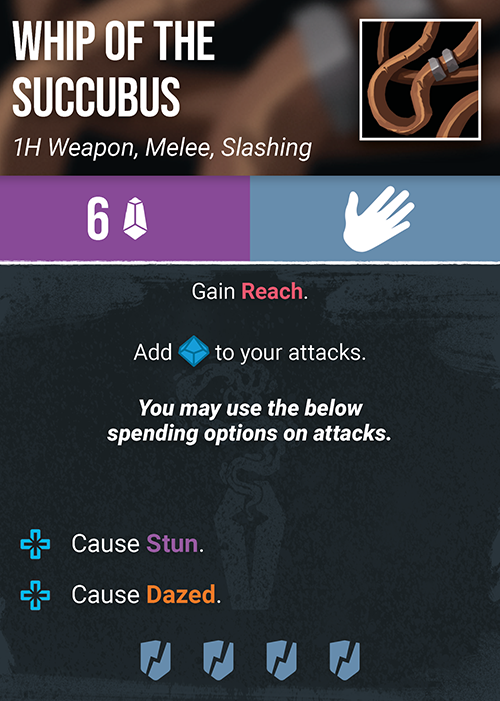 WHIP OF THE
SUCCUBUS
1H Weapon, Melee, Slashing
6
Gain Reach.
Add to your attacks.
You may use the below
spending options on attacks.
Cause Stun.
Cause Dazed.